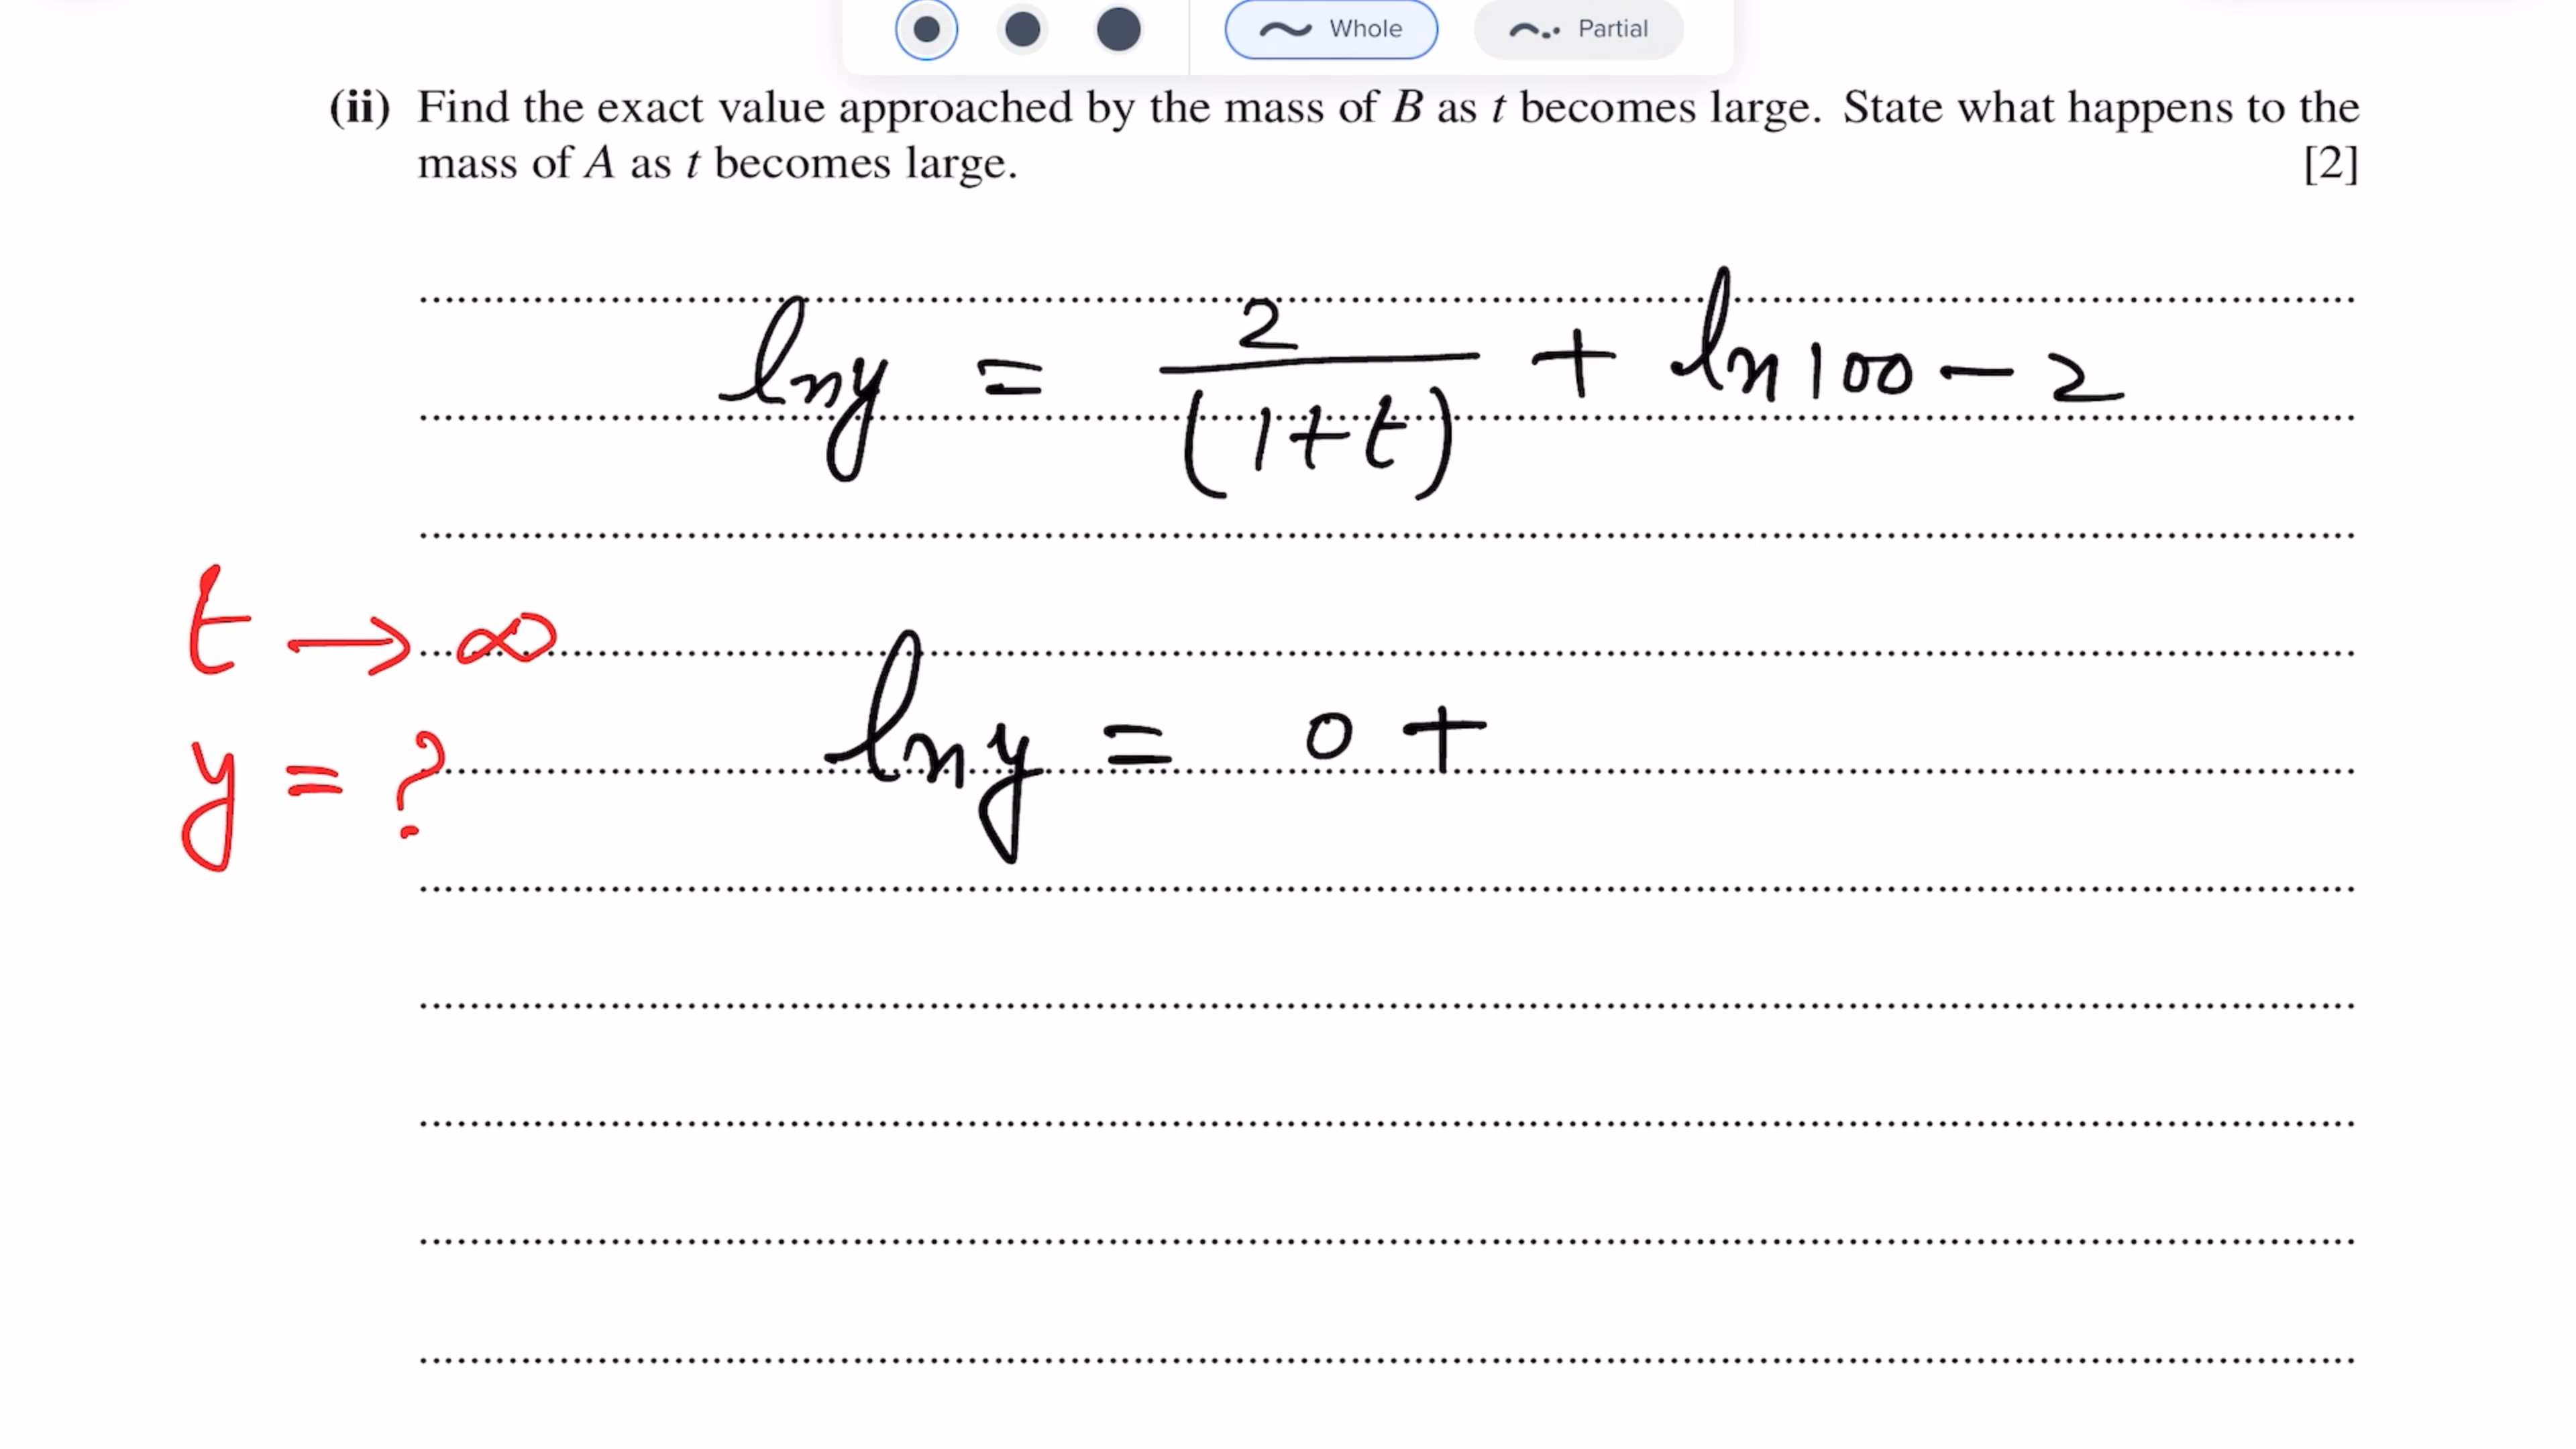 Whole Partial
(ii) Find the exact value approached by the mass of B as t becomes large. State what happens to the
mass of A as t becomes large. [2]
ln y = 2/(1+t) + ln 100 − 2
t → ∞
ln y = 0 +
y = ?